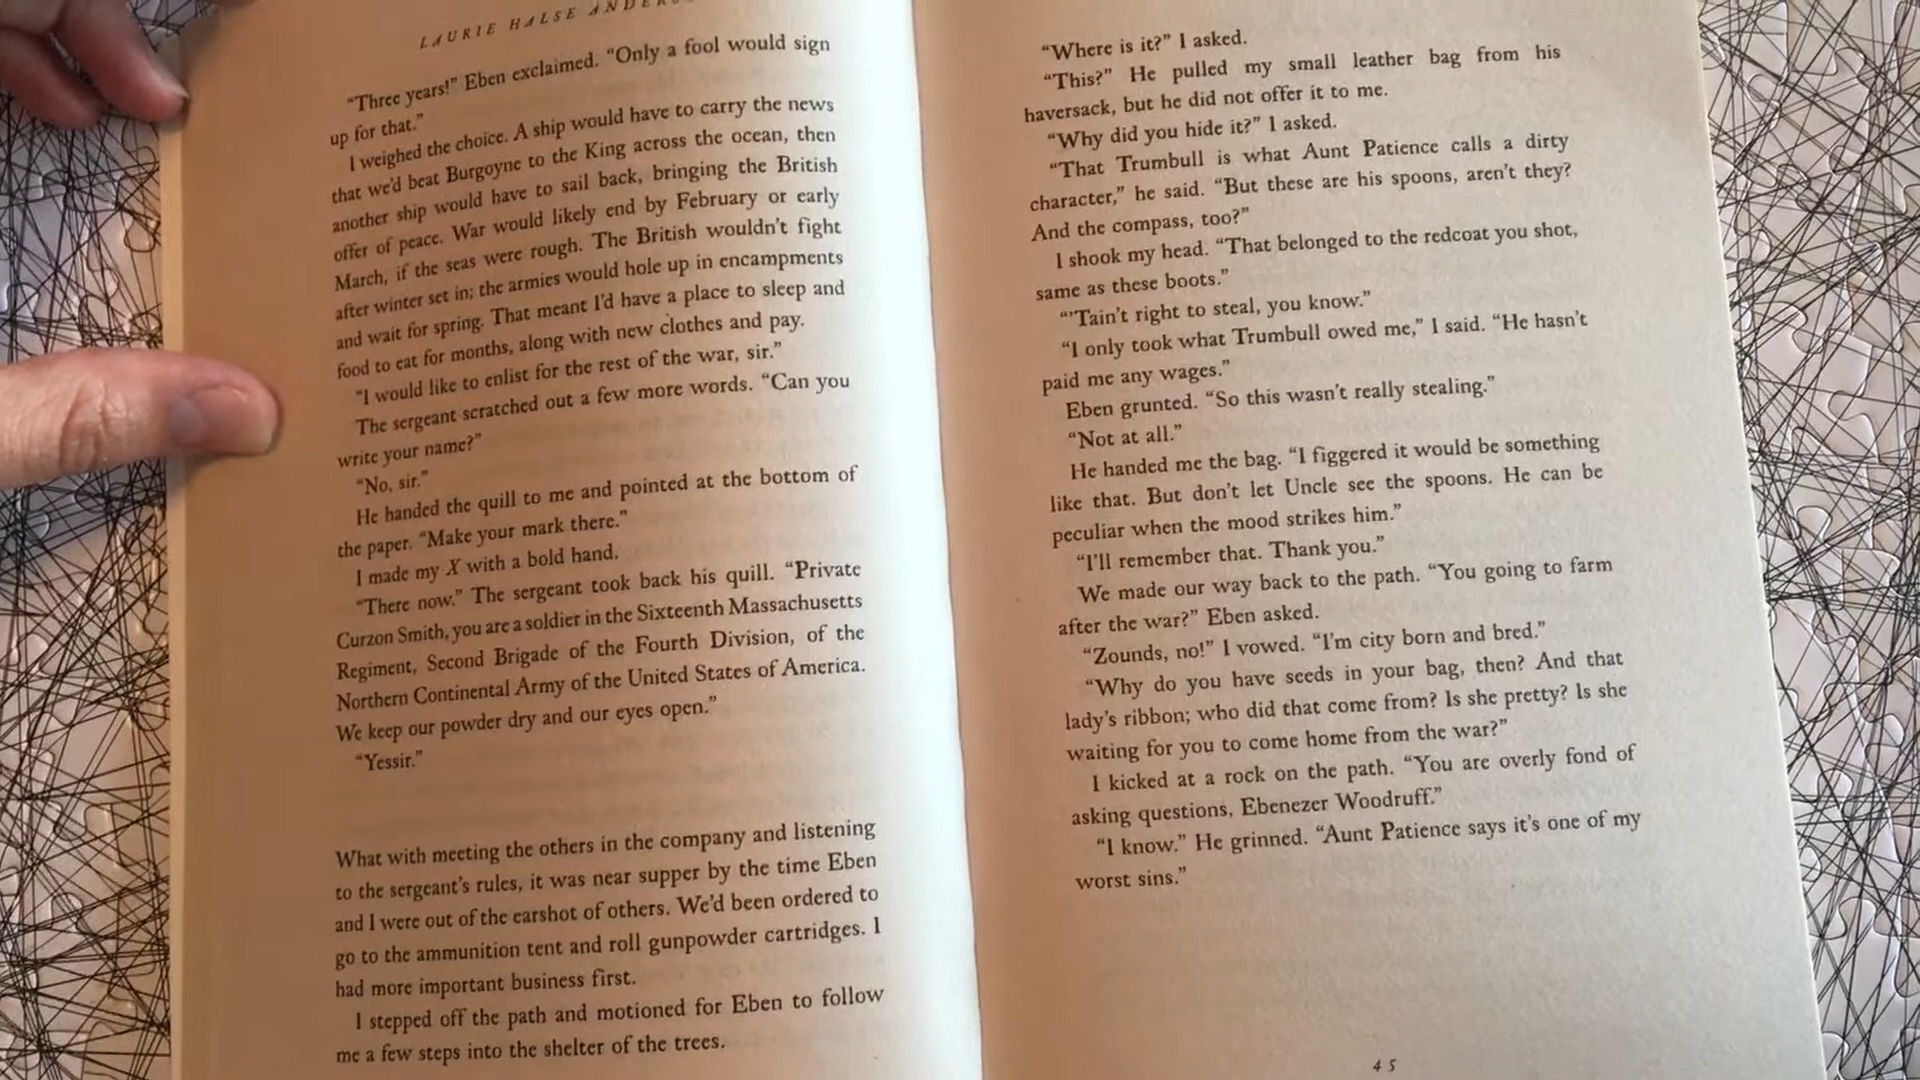 LAURIE HALSE
“Three years!” Eben exclaimed. “Only a fool would sign
up for that.”
I weighed the choice. A ship would have to carry the news
that we’d beat Burgoyne to the King across the ocean, then
another ship would have to sail back, bringing the British
offer of peace. War would likely end by February or early
March, if the seas were rough. The British wouldn’t fight
after winter set in; the armies would hole up in encampments
and wait for spring. That meant I’d have a place to sleep and
food to eat for months, along with new clothes and pay.
“I would like to enlist for the rest of the war, sir.”
The sergeant scratched out a few more words. “Can you
write your name?”
“No, sir.”
He handed the quill to me and pointed at the bottom of
the paper. “Make your mark there.”
I made my X with a bold hand.
“There now.” The sergeant took back his quill. “Private
Curzon Smith, you are a soldier in the Sixteenth Massachusetts
Regiment, Second Brigade of the Fourth Division, of the
Northern Continental Army of the United States of America.
We keep our powder dry and our eyes open.”
“Yessir.”
What with meeting the others in the company and listening
to the sergeant’s rules, it was near supper by the time Eben
and I were out of the earshot of others. We’d been ordered to
go to the ammunition tent and roll gunpowder cartridges. I
had more important business first.
I stepped off the path and motioned for Eben to follow
me a few steps into the shelter of the trees.
“Where is it?” I asked.
“This?” He pulled my small leather bag from his
haversack, but he did not offer it to me.
“Why did you hide it?” I asked.
“That Trumbull is what Aunt Patience calls a dirty
character,” he said. “But these are his spoons, aren’t they?
And the compass, too?”
I shook my head. “That belonged to the redcoat you shot,
same as these boots.”
“’Tain’t right to steal, you know.”
“I only took what Trumbull owed me,” I said. “He hasn’t
paid me any wages.”
Eben grunted. “So this wasn’t really stealing.”
“Not at all.”
He handed me the bag. “I figgered it would be something
like that. But don’t let Uncle see the spoons. He can be
peculiar when the mood strikes him.”
“I’ll remember that. Thank you.”
We made our way back to the path. “You going to farm
after the war?” Eben asked.
“Zounds, no!” I vowed. “I’m city born and bred.”
“Why do you have seeds in your bag, then? And that
lady’s ribbon; who did that come from? Is she pretty? Is she
waiting for you to come home from the war?”
I kicked at a rock on the path. “You are overly fond of
asking questions, Ebenezer Woodruff.”
“I know.” He grinned. “Aunt Patience says it’s one of my
worst sins.”
45